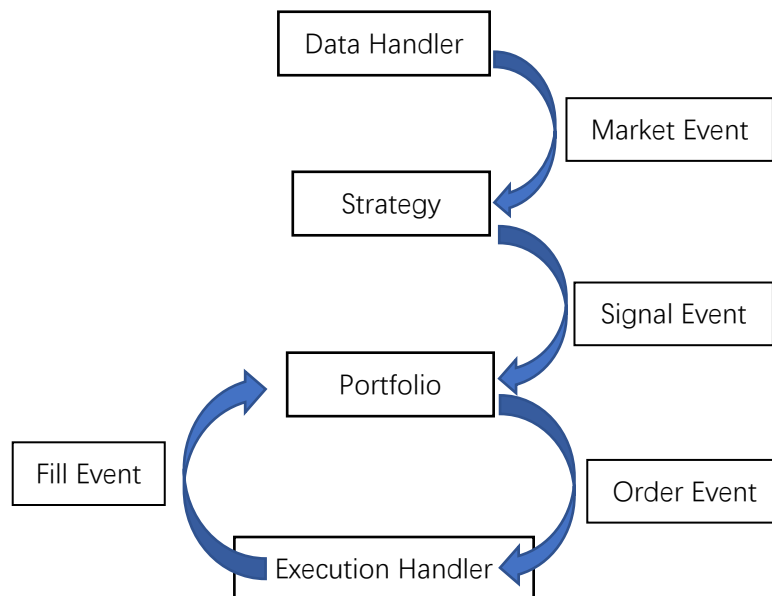 Data Handler
Market Event
Strategy
Signal Event
Portfolio
Fill Event
Order Event
Execution Handler